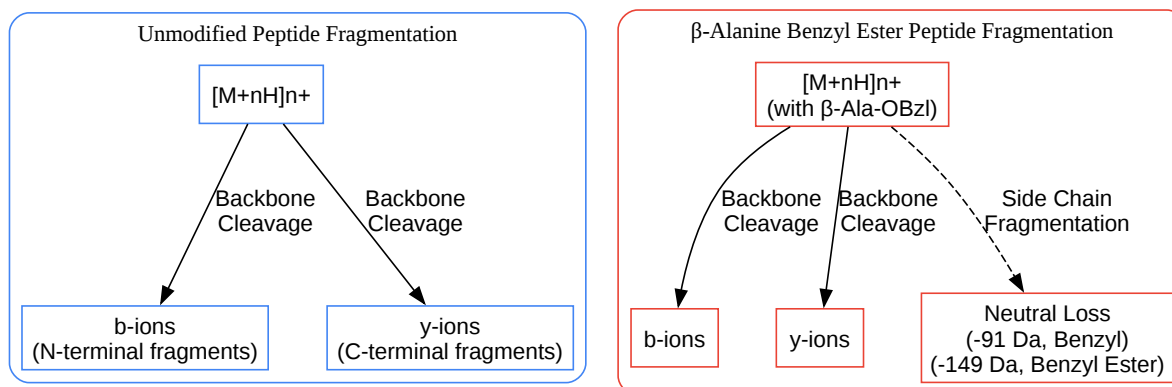 Unmodified Peptide Fragmentation
[M+nH]n+
Backbone
Cleavage
Backbone
Cleavage
b-ions
(N-terminal fragments)
y-ions
(C-terminal fragments)
β-Alanine Benzyl Ester Peptide Fragmentation
[M+nH]n+
(with β-Ala-OBzl)
Backbone
Cleavage
Backbone
Cleavage
Side Chain
Fragmentation
b-ions
y-ions
Neutral Loss
(-91 Da, Benzyl)
(-149 Da, Benzyl Ester)